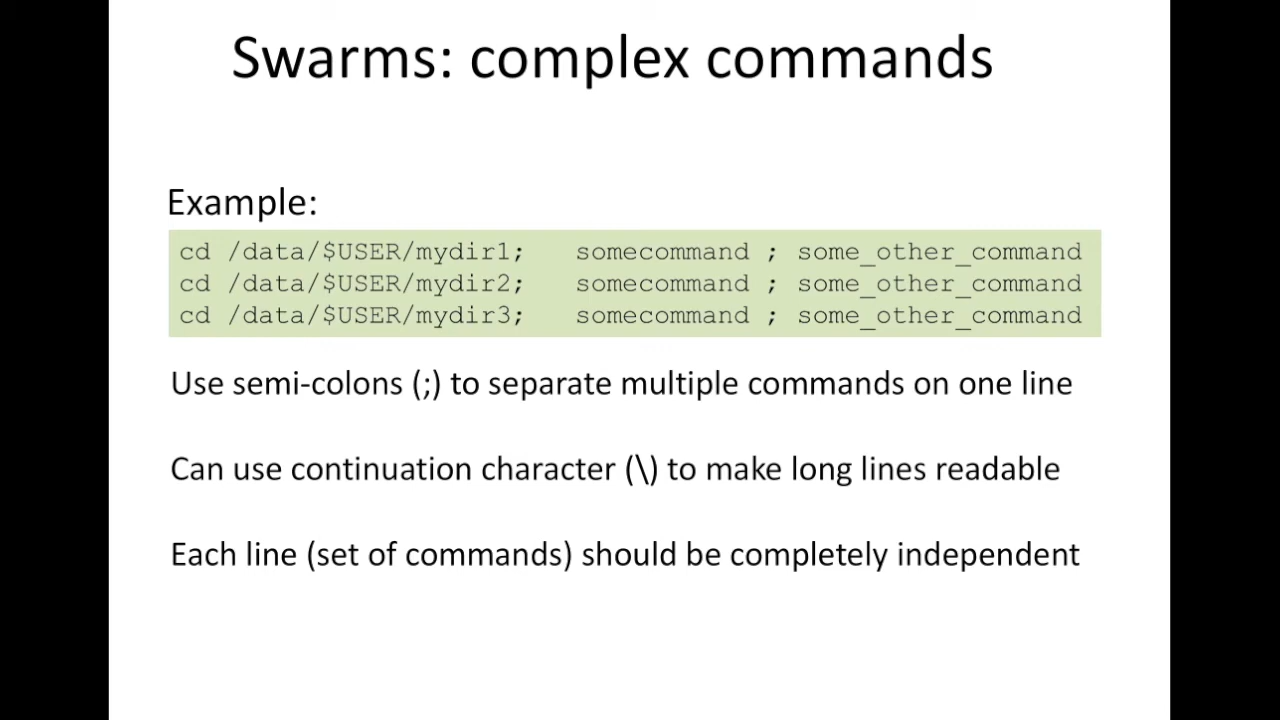 Swarms: complex commands
Example:
cd /data/$USER/mydir1;   somecommand ; some_other_command
cd /data/$USER/mydir2;   somecommand ; some_other_command
cd /data/$USER/mydir3;   somecommand ; some_other_command
Use semi-colons (;) to separate multiple commands on one line
Can use continuation character (\) to make long lines readable
Each line (set of commands) should be completely independent